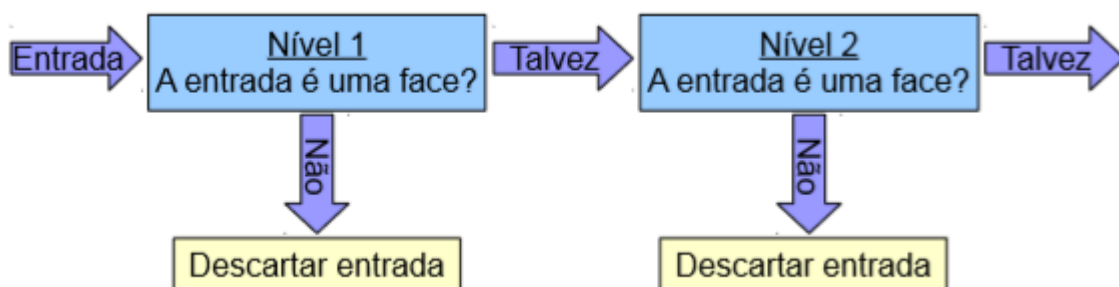 Entrada
Nível 1
A entrada é uma face?
Talvez
Nível 2
A entrada é uma face?
Talvez
Não
Não
Descartar entrada
Descartar entrada